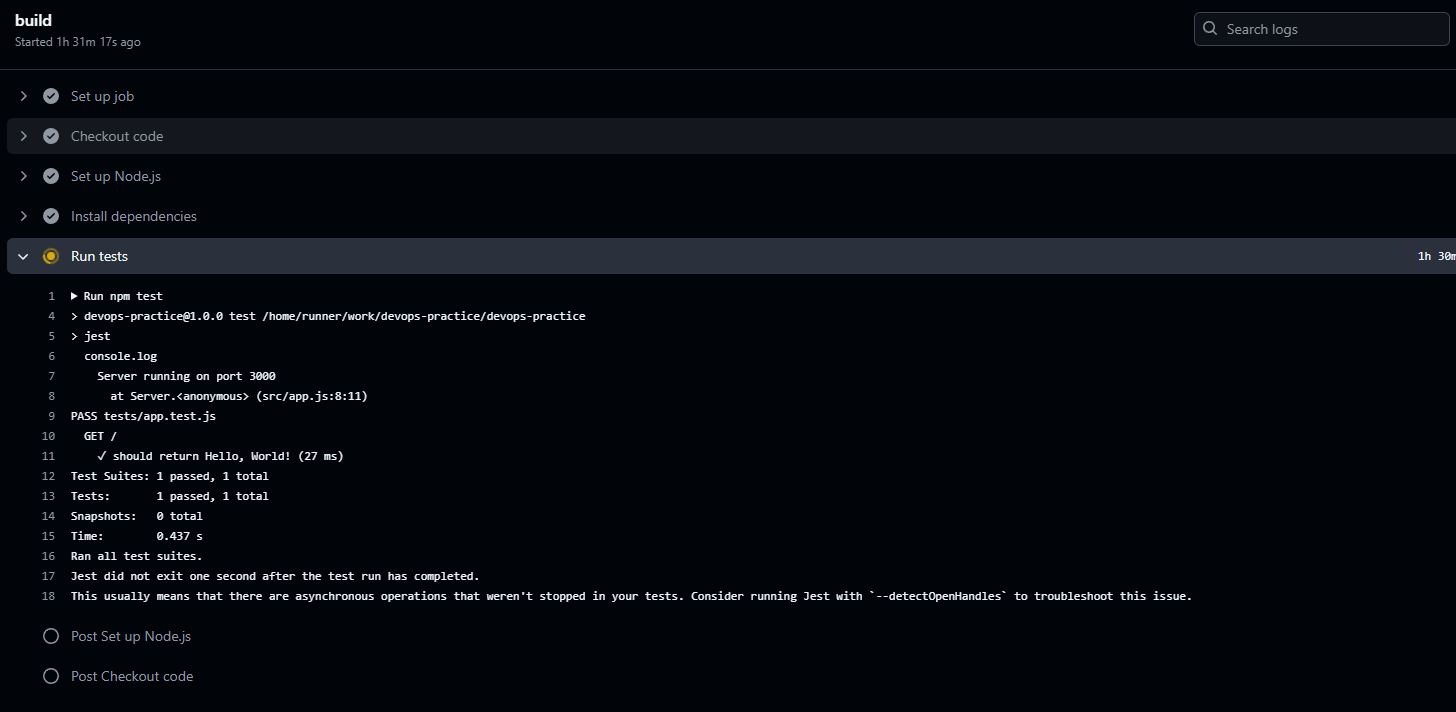 build
Started 1h 31m 17s ago
Search logs
Set up job
Checkout code
Set up Node.js
Install dependencies
Run tests
1h 30m
1 ▶ Run npm test
4 > devops-practice@1.0.0 test /home/runner/work/devops-practice/devops-practice
5 > jest
6 console.log
7 Server running on port 3000
8 at Server.<anonymous> (src/app.js:8:11)
9 PASS tests/app.test.js
10 GET /
11 ✓ should return Hello, World! (27 ms)
12 Test Suites: 1 passed, 1 total
13 Tests: 1 passed, 1 total
14 Snapshots: 0 total
15 Time: 0.437 s
16 Ran all test suites.
17 Jest did not exit one second after the test run has completed.
18 This usually means that there are asynchronous operations that weren't stopped in your tests. Consider running Jest with `--detectOpenHandles` to troubleshoot this issue.
Post Set up Node.js
Post Checkout code